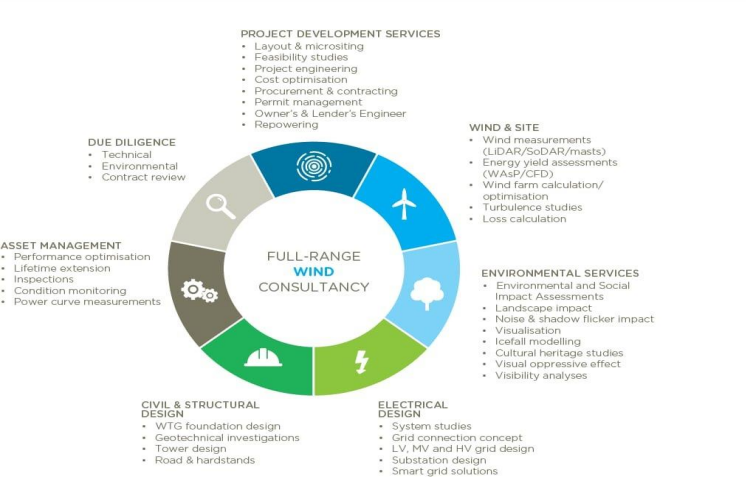 PROJECT DEVELOPMENT SERVICES
• Layout & micrositing
• Feasibility studies
• Project engineering
• Cost optimisation
• Procurement & contracting
• Permit management
• Owner's & Lender's Engineer
• Repowering
WIND & SITE
• Wind measurements
(LiDAR/SoDAR/masts)
• Energy yield assessments
(WAsP/CFD)
• Wind farm calculation/
optimisation
• Turbulence studies
• Loss calculation
ENVIRONMENTAL SERVICES
• Environmental and Social
Impact Assessments
• Landscape impact
• Noise & shadow flicker impact
• Visualisation
• Icefall modelling
• Cultural heritage studies
• Visual oppressive effect
• Visibility analyses
ELECTRICAL
DESIGN
• System studies
• Grid connection concept
• LV, MV and HV grid design
• Substation design
• Smart grid solutions
CIVIL & STRUCTURAL
DESIGN
• WTG foundation design
• Geotechnical investigations
• Tower design
• Road & hardstands
ASSET MANAGEMENT
• Performance optimisation
• Lifetime extension
• Inspections
• Condition monitoring
• Power curve measurements
DUE DILIGENCE
• Technical
• Environmental
• Contract review
FULL-RANGE
WIND
CONSULTANCY